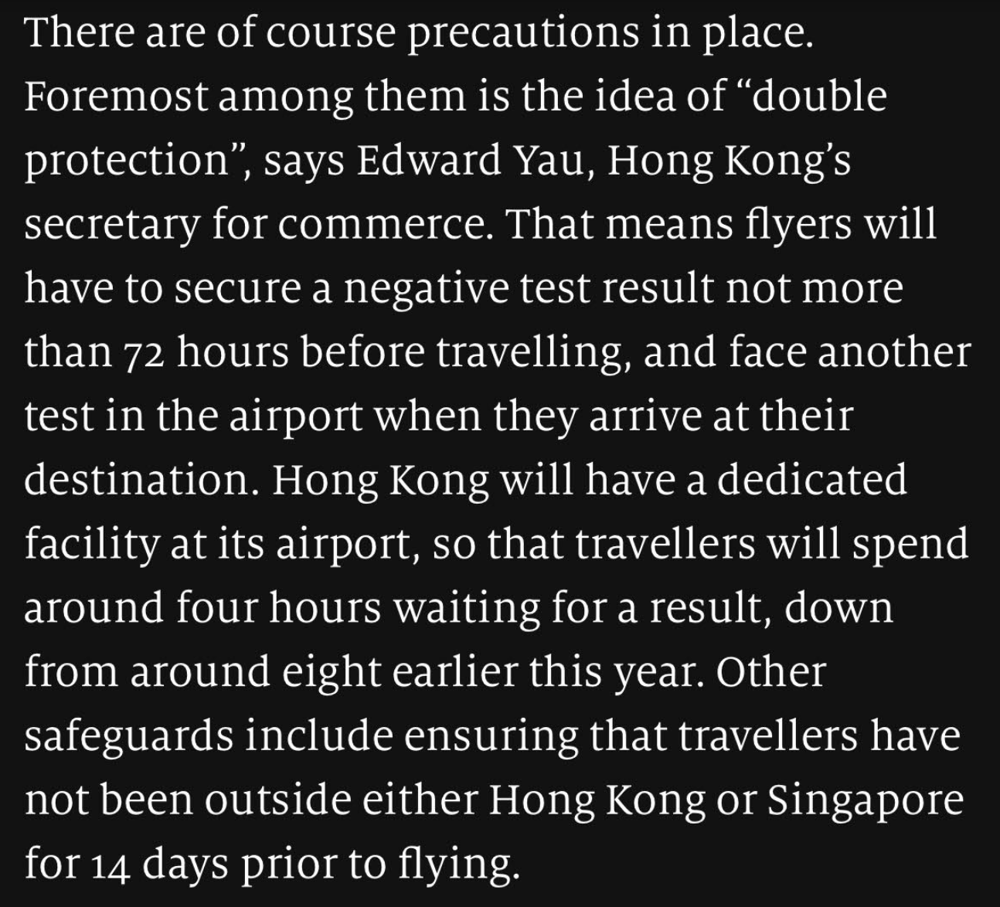 There are of course precautions in place.
Foremost among them is the idea of “double
protection”, says Edward Yau, Hong Kong’s
secretary for commerce. That means flyers will
have to secure a negative test result not more
than 72 hours before travelling, and face another
test in the airport when they arrive at their
destination. Hong Kong will have a dedicated
facility at its airport, so that travellers will spend
around four hours waiting for a result, down
from around eight earlier this year. Other
safeguards include ensuring that travellers have
not been outside either Hong Kong or Singapore
for 14 days prior to flying.